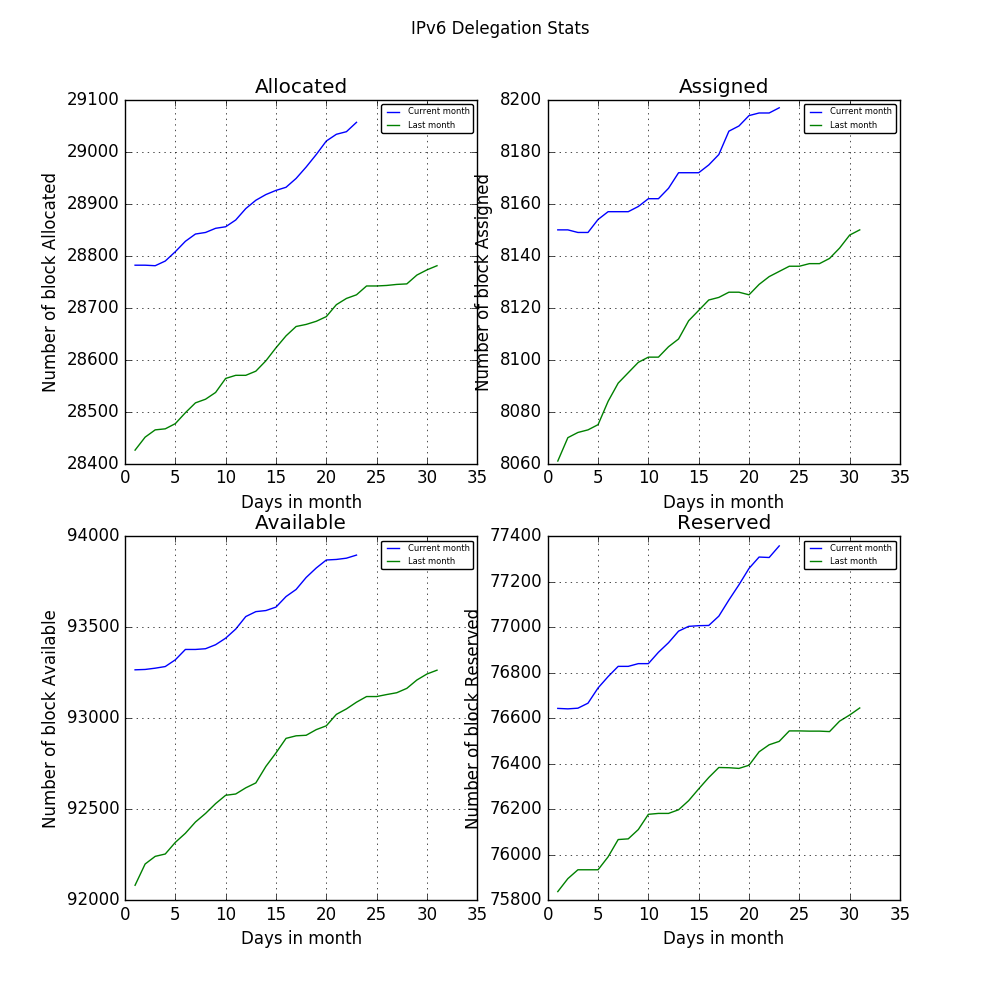 IPv6 Delegation Stats
Allocated
Number of block Allocated
29100
29000
28900
28800
28700
28600
28500
28400
Current month
Last month
0 5 10 15 20 25 30 35
Days in month
Assigned
Number of block Assigned
8200
8180
8160
8140
8120
8100
8080
8060
Current month
Last month
0 5 10 15 20 25 30 35
Days in month
Available
Number of block Available
94000
93500
93000
92500
92000
Current month
Last month
0 5 10 15 20 25 30 35
Days in month
Reserved
Number of block Reserved
77400
77200
77000
76800
76600
76400
76200
76000
75800
Current month
Last month
0 5 10 15 20 25 30 35
Days in month